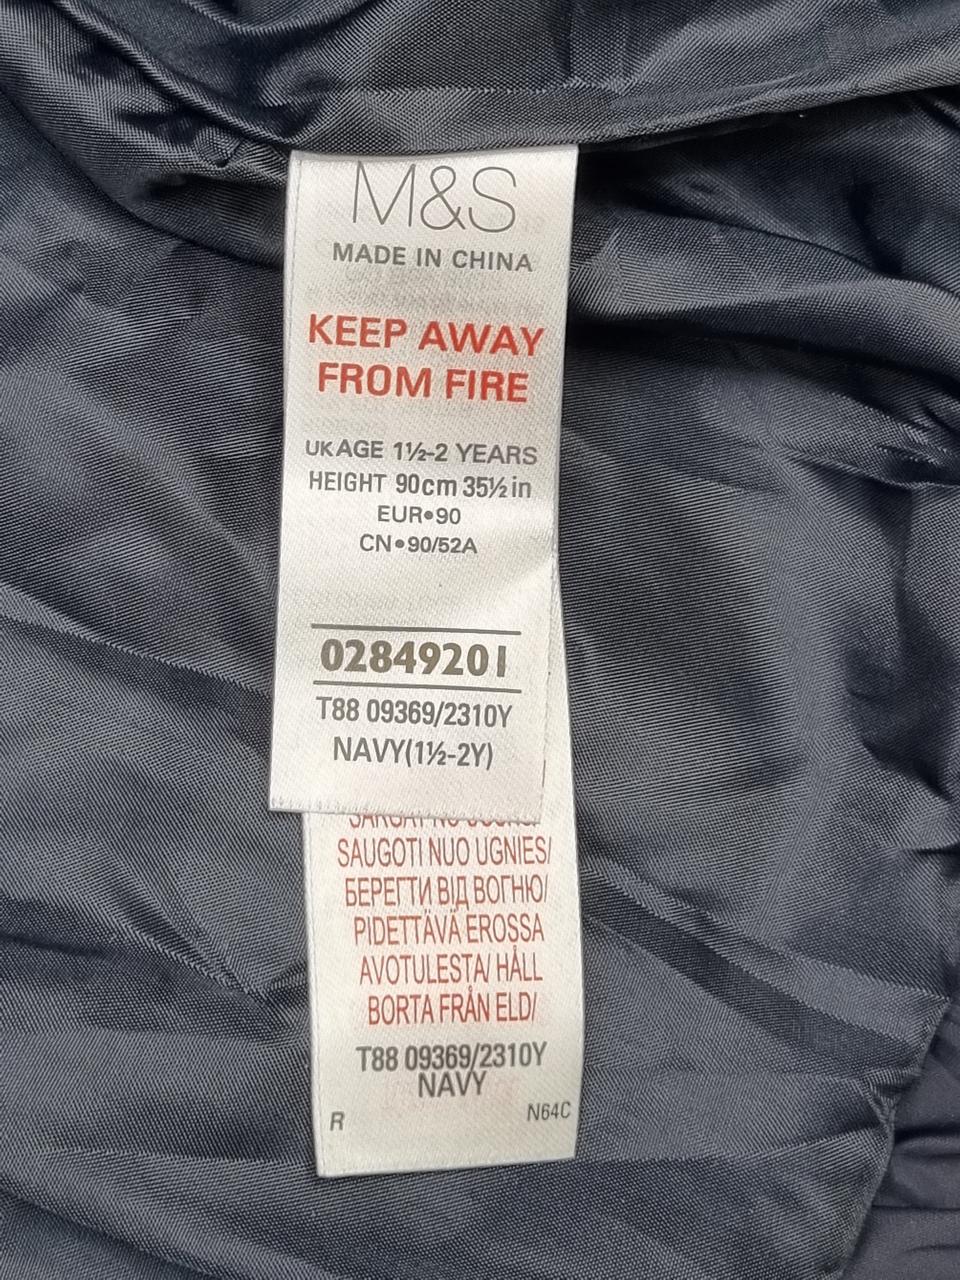 M&S
MADE IN CHINA
KEEP AWAY
FROM FIRE
UK AGE 1½-2 YEARS
HEIGHT 90cm 35½in
EUR•90
CN•90/52A
02849201
T88 09369/2310Y
NAVY(1½-2Y)
SAUGOTI NUO UGNIES/
БЕРЕГТИ ВІД ВОГНЮ/
PIDETTÄVÄ EROSSA
AVOTULESTA/ HÅLL
BORTA FRÅN ELD/
T88 09369/2310Y
NAVY
R N64C